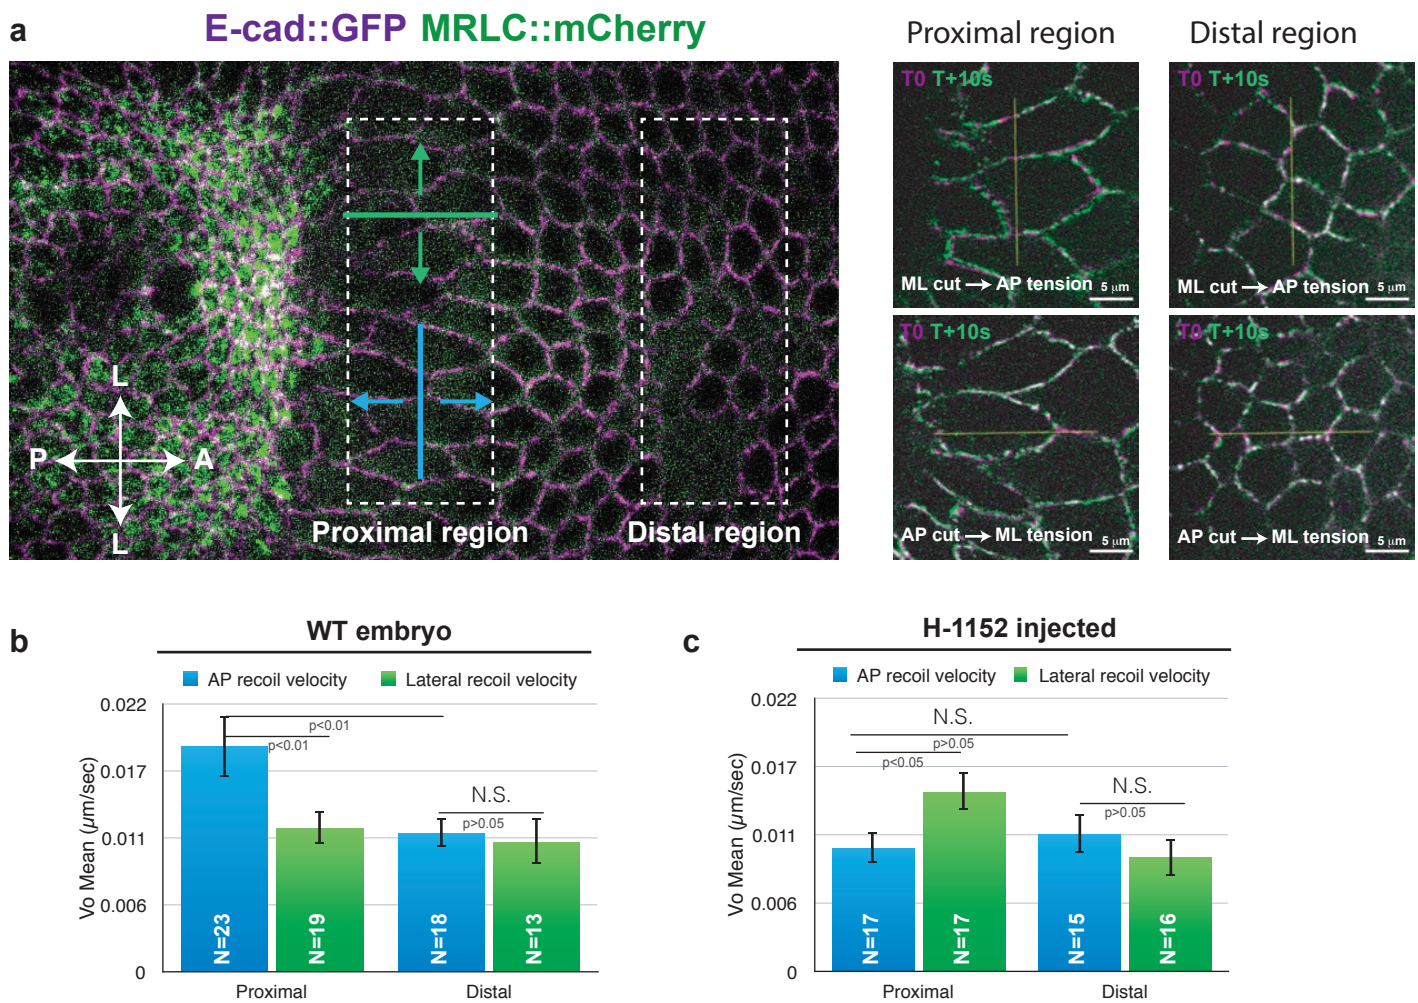 a
E-cad::GFP MRLC::mCherry
Proximal region
Distal region
T0 T+10s
T0 T+10s
ML cut → AP tension
5 µm
ML cut → AP tension
5 µm
T0 T+10s
T0 T+10s
AP cut → ML tension
5 µm
AP cut → ML tension
5 µm
L
P
A
L
Proximal region
Distal region
b
WT embryo
AP recoil velocity
Lateral recoil velocity
Vo Mean (µm/sec)
0.022
0.017
0.011
0.006
0
p<0.01
p<0.01
N.S.
p>0.05
N=23
N=19
N=18
N=13
Proximal
Distal
c
H-1152 injected
AP recoil velocity
Lateral recoil velocity
Vo Mean (µm/sec)
0.022
0.017
0.011
0.006
0
N.S.
p>0.05
p<0.05
N.S.
p>0.05
N=17
N=17
N=15
N=16
Proximal
Distal